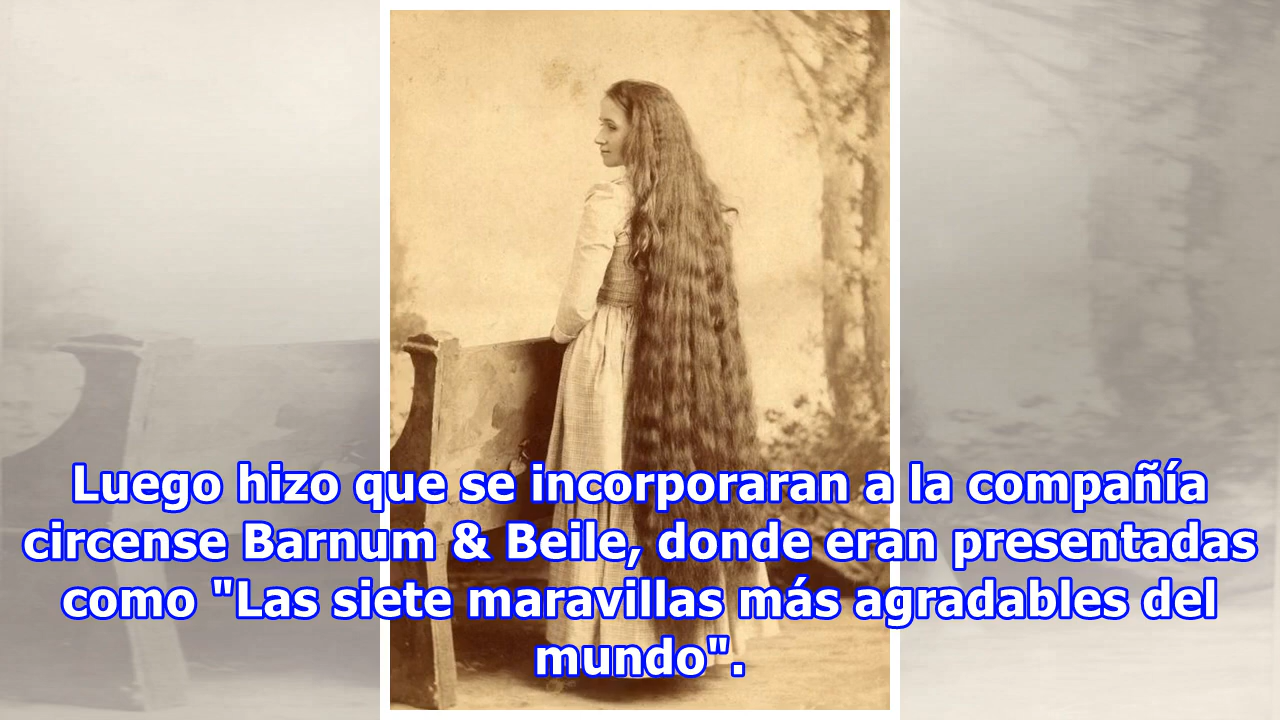 Luego hizo que se incorporaran a la compañía
circense Barnum & Beile, donde eran presentadas
como "Las siete maravillas más agradables del
mundo".